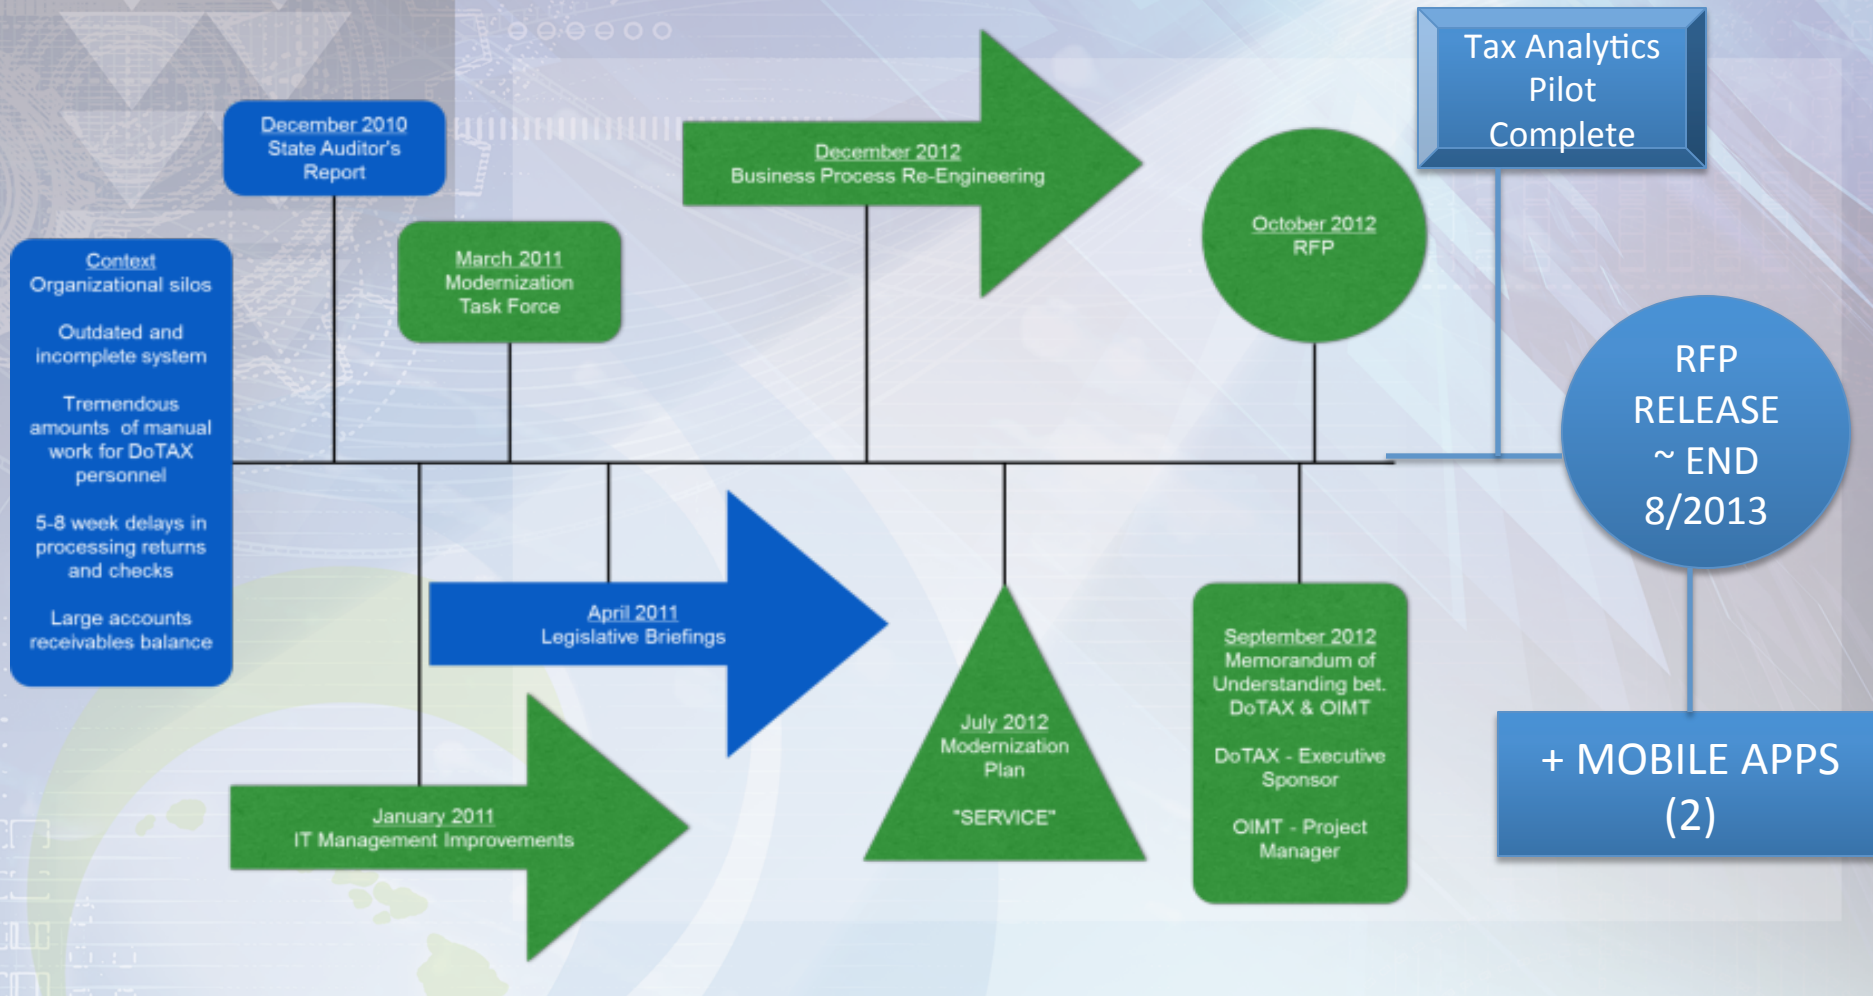 Context
Organizational silos
Outdated and
incomplete system
Tremendous
amounts of manual
work for DoTAX
personnel
5-8 week delays in
processing returns
and checks
Large accounts
receivables balance
December 2010
State Auditor's
Report
January 2011
IT Management Improvements
March 2011
Modernization
Task Force
April 2011
Legislative Briefings
December 2012
Business Process Re-Engineering
July 2012
Modernization
Plan
"SERVICE"
September 2012
Memorandum of
Understanding bet.
DoTAX & OIMT
DoTAX - Executive
Sponsor
OIMT - Project
Manager
October 2012
RFP
Tax Analytics
Pilot
Complete
RFP
RELEASE
~ END
8/2013
+ MOBILE APPS
(2)